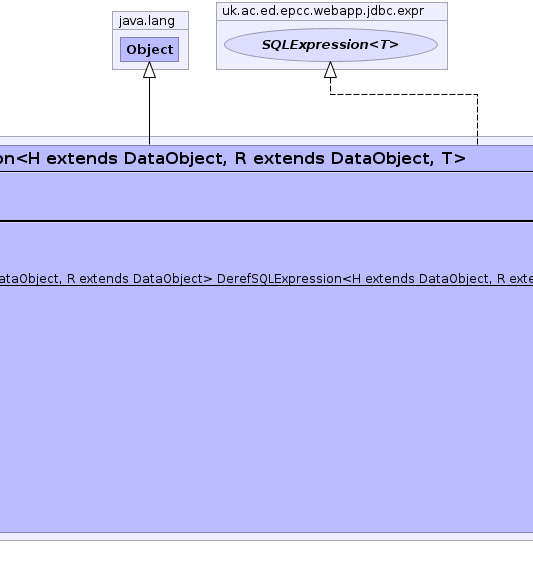 java.lang
Object
uk.ac.ed.epcc.webapp.jdbc.expr
SQLExpression<T>
on<H extends DataObject, R extends DataObject, T>
ataObject, R extends DataObject> DerefSQLExpression<H extends DataObject, R exte